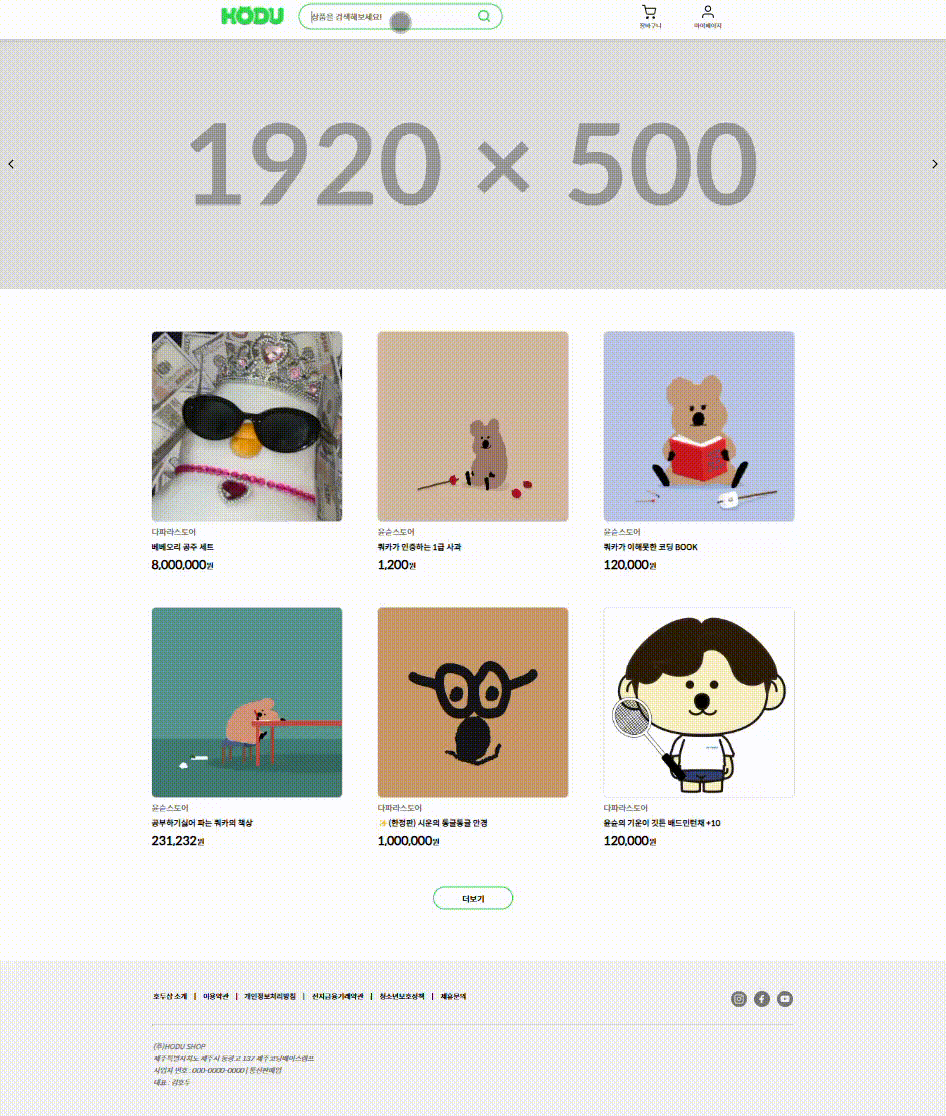 HODU
상품을 검색해보세요!
장바구니
마이페이지
1920 × 500
다파라스토어
베베모리 공주 세트
8,000,000원
윤슨스토어
쿼카가 인증하는 1급 사과
1,200원
윤슨스토어
쿼카가 이해못한 코딩 BOOK
120,000원
윤슨스토어
공부하기싫어 파는 쿼카의 책상
231,232원
다파라스토어
✨ (한정판) 시운의 동글동글 안경
1,000,000원
다파라스토어
윤슨의 기운이 깃든 배드민턴채 +10
120,000원
더보기
호두샵 소개 | 이용약관 | 개인정보처리방침 | 전자금융거래약관 | 청소년보호정책 | 제휴문의
(주)HODU SHOP
제주특별자치도 제주시 동광고 137 제주코딩베이스캠프
사업자 번호 : 000-0000-0000 | 통신판매업
대표 : 김호두